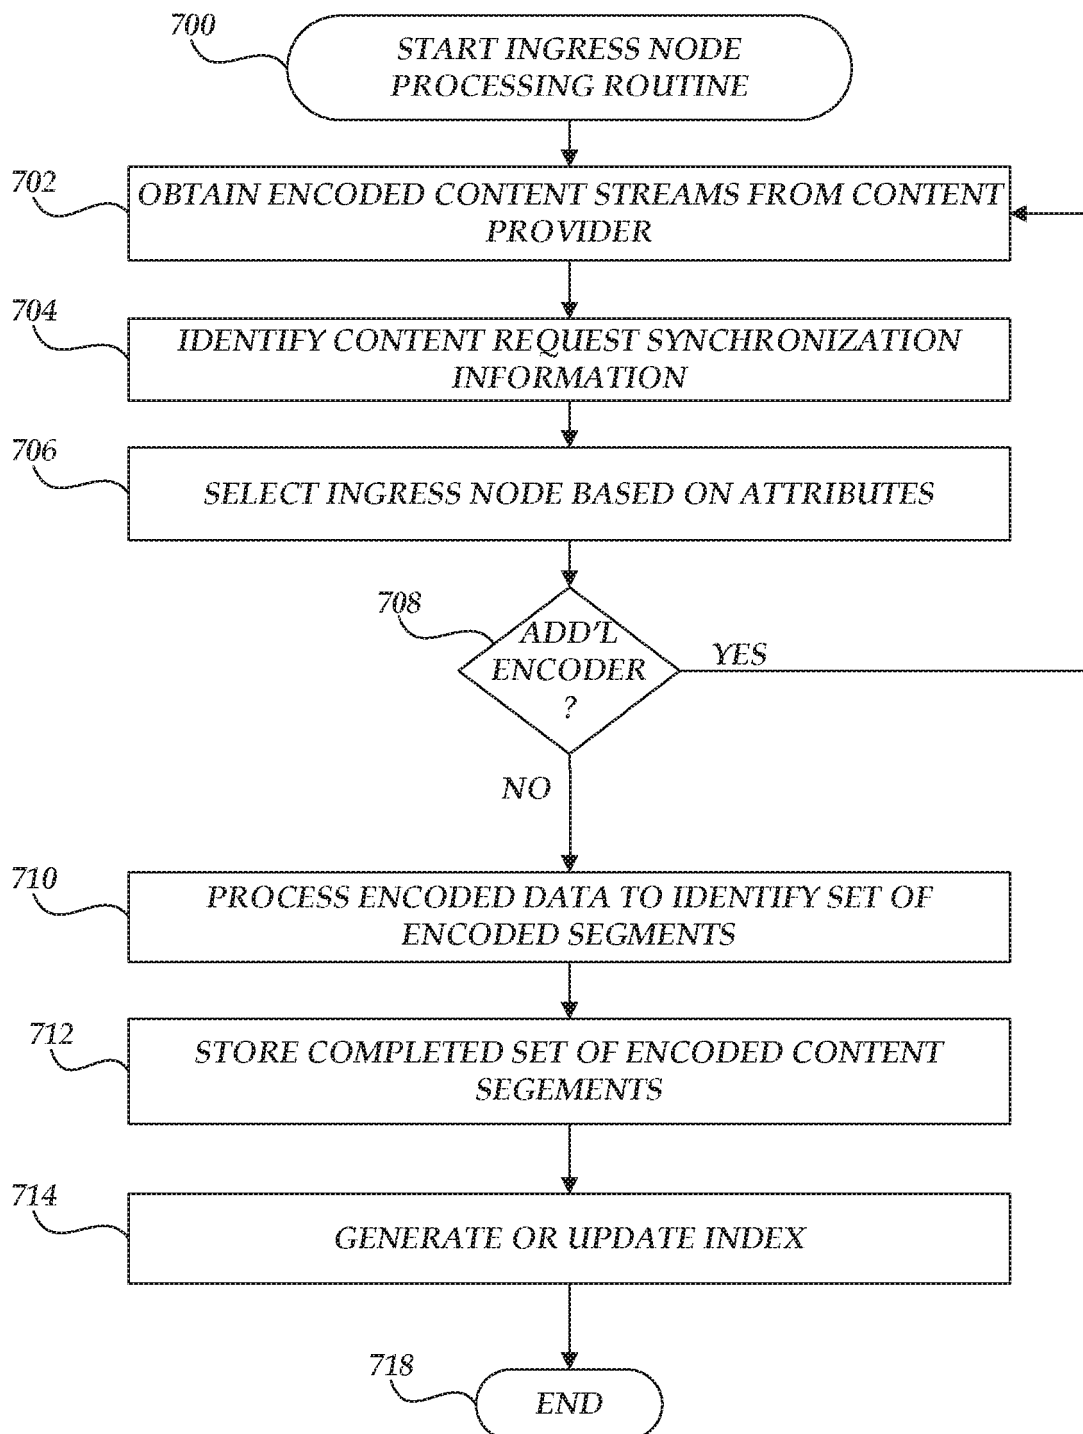 700
START INGRESS NODE
PROCESSING ROUTINE
702
OBTAIN ENCODED CONTENT STREAMS FROM CONTENT
PROVIDER
704
IDENTIFY CONTENT REQUEST SYNCHRONIZATION
INFORMATION
706
SELECT INGRESS NODE BASED ON ATTRIBUTES
708
ADD'L
ENCODER
?
YES
NO
710
PROCESS ENCODED DATA TO IDENTIFY SET OF
ENCODED SEGMENTS
712
STORE COMPLETED SET OF ENCODED CONTENT
SEGEMENTS
714
GENERATE OR UPDATE INDEX
718
END